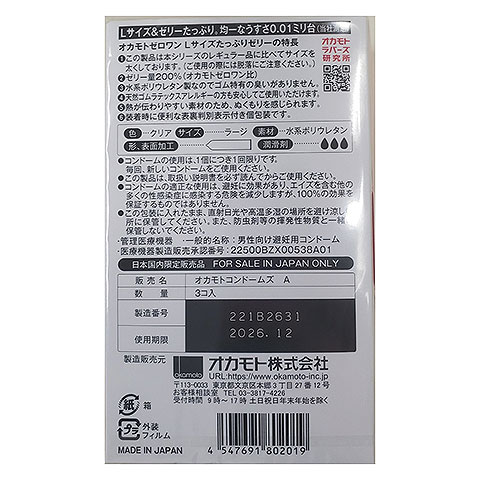 Lサイズ&ゼリーたっぷり。均一なうすさ0.01ミリ台
オカモトゼロワン Lサイズたっぷりゼリーの特長
オカモト
ラバーズ
研究所
①この製品は本シリーズのレギュラー品に比べてサイズを
太くしております。(ご使用の際には脱落にご注意ください。)
②ゼリー量200%(オカモトゼロワン比)
③水系ポリウレタン製なのでゴム特有の臭いがありません。
④天然ゴムラテックスアレルギーの方も安心してご使用いただけます。
⑤熱が伝わりやすい素材のため、ぬくもりを感じられます。
⑥装着時に便利な表裏判別表示付き個包装です。
色 ‥クリア サイズ ‥ラージ 素材 ‥水系ポリウレタン
形、表面加工 ‥ 潤滑剤 ‥
●コンドームの使用は、1個につき1回限りです。
毎回、新しいコンドームをご使用ください。
●この製品は、取扱い説明書を必ず読んでからご使用ください。
●コンドームの適正な使用は、避妊に効果があり、エイズを含む他の
多くの性感染症に感染する危険を減少しますが、100%の効果を
保証するものではありません。
●この包装に入れたまま、直射日光や高温多湿の場所を避け涼しい
所に保管してください。また、防虫剤等の揮発性物質と一緒に
保管しないでください。
管理医療機器 一般的名称:男性向け避妊用コンドーム
医療機器製造販売承認番号:22500BZX00538A01
日本国内限定販売品 FOR SALE IN JAPAN ONLY
販売名 オカモトコンドームズ A
数量 3コ入
製造番号 221B2631
使用期限 2026.12
製造販売元 okamoto オカモト株式会社
URL:https://www.okamoto-inc.jp/
〒113-0033 東京都文京区本郷3丁目27番12号
お客様相談室 TEL 03-3817-4226
受付時間 9時~17時 土日祝日年末年始を除く
紙 箱
プラ 外装
フィルム
MADE IN JAPAN
4 547691 802019